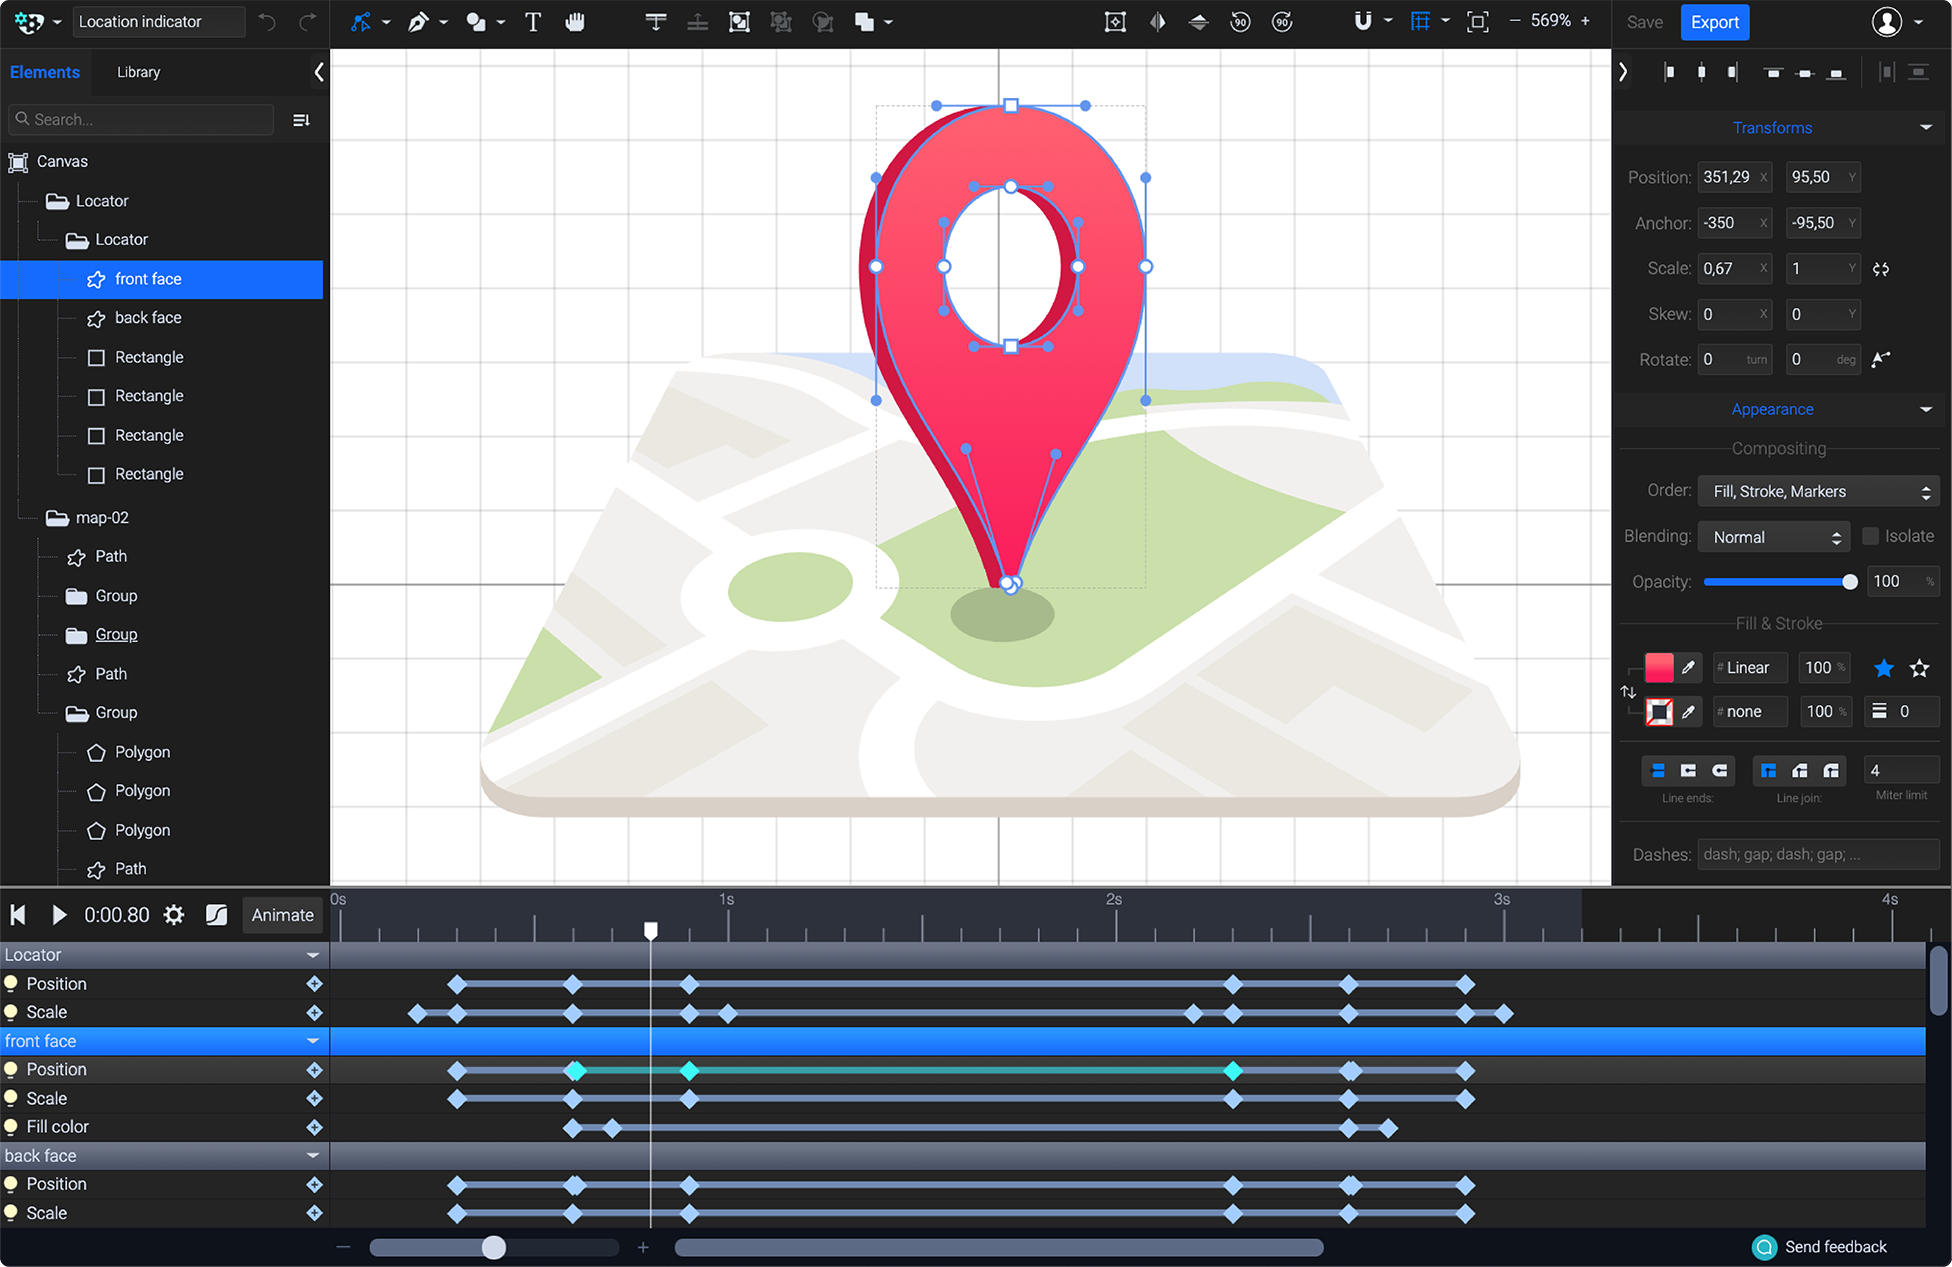 Location indicator
T
90
90
569%
Save
Export
Elements
Library
Search...
Canvas
Locator
Locator
front face
back face
Rectangle
Rectangle
Rectangle
Rectangle
map-02
Path
Group
Group
Path
Group
Polygon
Polygon
Polygon
Path
Transforms
Position: 351,29 X 95,50 Y
Anchor: -350 X -95,50 Y
Scale: 0,67 X 1 Y
Skew: 0 X 0 Y
Rotate: 0 turn 0 deg
Appearance
Compositing
Order: Fill, Stroke, Markers
Blending: Normal Isolate
Opacity: 100 %
Fill & Stroke
# Linear 100 %
# none 100 % 0
4
Line ends: Line join: Miter limit
Dashes: dash; gap; dash; gap; ...
0:00.80 Animate
0s 1s 2s 3s 4s
Locator
Position
Scale
front face
Position
Scale
Fill color
back face
Position
Scale
Send feedback